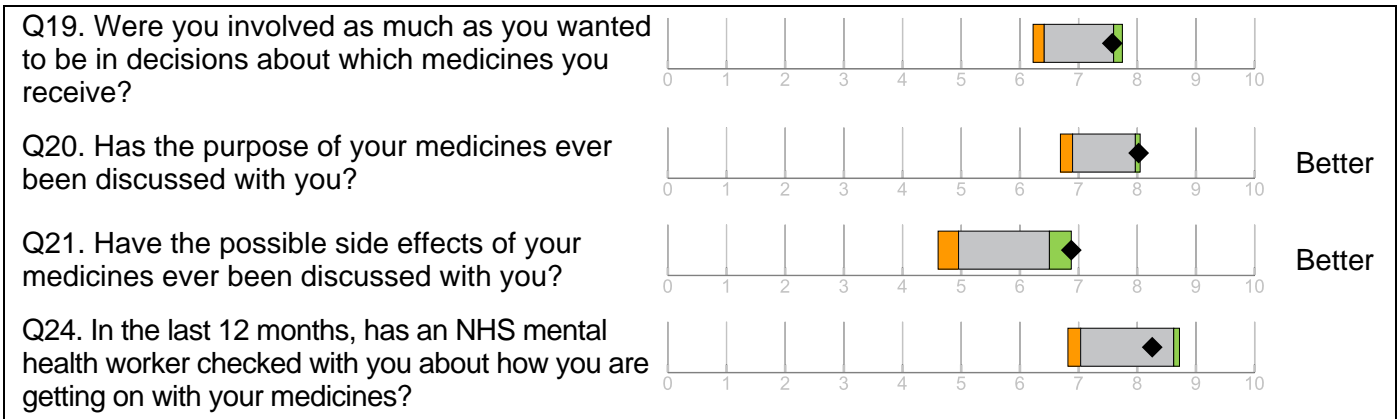 Q19. Were you involved as much as you wanted
to be in decisions about which medicines you
receive?
0 1 2 3 4 5 6 7 8 9 10
Q20. Has the purpose of your medicines ever
been discussed with you?
Better
0 1 2 3 4 5 6 7 8 9 10
Q21. Have the possible side effects of your
medicines ever been discussed with you?
Better
0 1 2 3 4 5 6 7 8 9 10
Q24. In the last 12 months, has an NHS mental
health worker checked with you about how you are
getting on with your medicines?
0 1 2 3 4 5 6 7 8 9 10